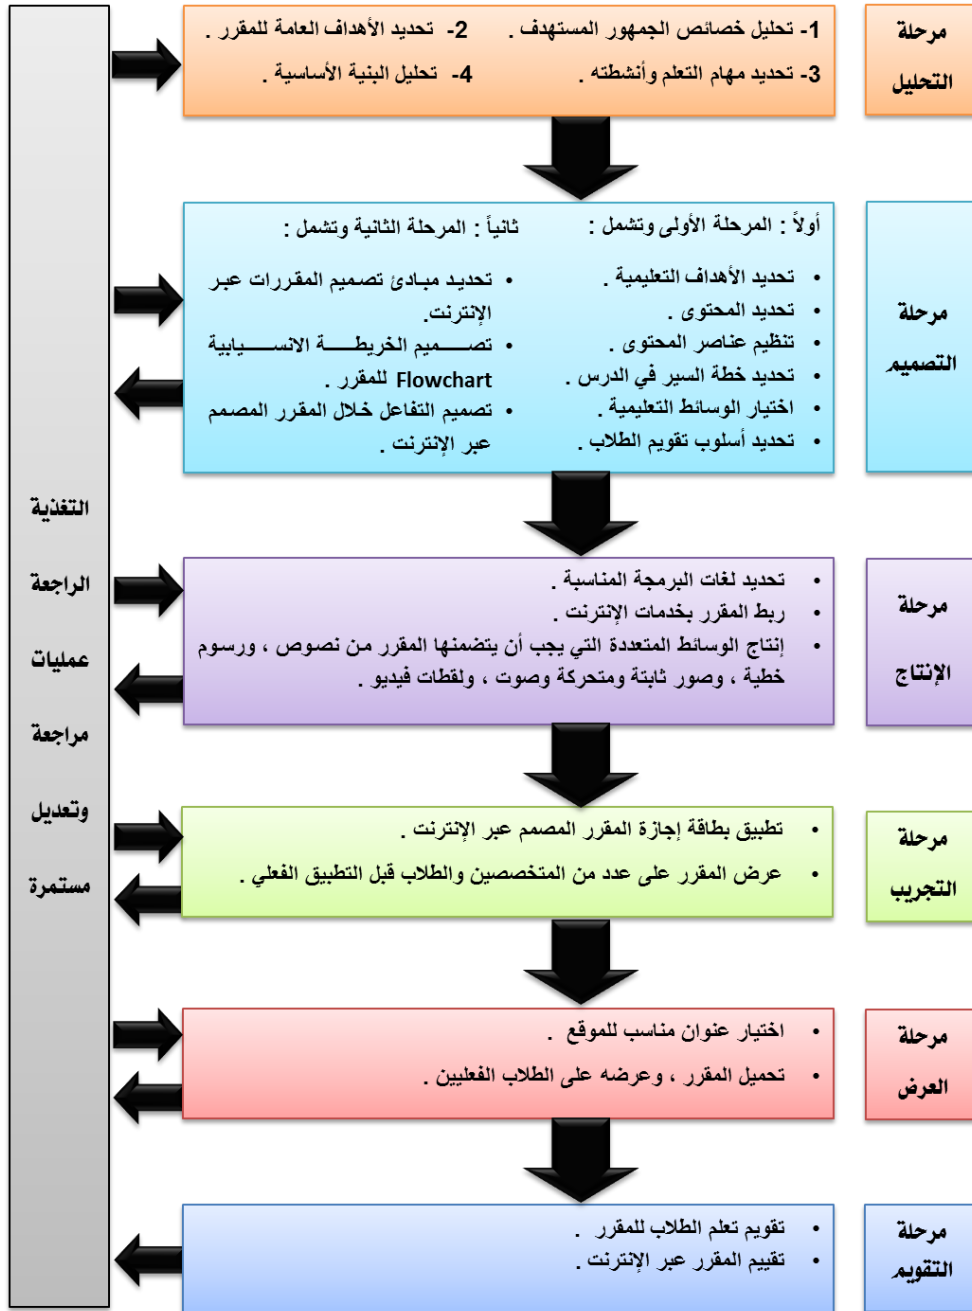 مرحلة
التحليل
1- تحليل خصائص الجمهور المستهدف . 2- تحديد الأهداف العامة للمقرر .
3- تحديد مهام التعلم وأنشطته . 4- تحليل البنية الأساسية .
مرحلة
التصميم
أولاً : المرحلة الأولى وتشمل :
• تحديد الأهداف التعليمية .
• تحديد المحتوى .
• تنظيم عناصر المحتوى .
• تحديد خطة السير في الدرس .
• اختيار الوسائط التعليمية .
• تحديد أسلوب تقويم الطلاب .
ثانياً : المرحلة الثانية وتشمل :
• تحديد مبادئ تصميم المقررات عبر
الإنترنت.
• تصميم الخريطة الانسيابية
Flowchart للمقرر .
• تصميم التفاعل خلال المقرر المصمم
عبر الإنترنت .
مرحلة
الإنتاج
• تحديد لغات البرمجة المناسبة .
• ربط المقرر بخدمات الإنترنت .
• إنتاج الوسائط المتعددة التي يجب أن يتضمنها المقرر من نصوص ، ورسوم
خطية ، وصور ثابتة ومتحركة وصوت ، ولقطات فيديو .
مرحلة
التجريب
• تطبيق بطاقة إجازة المقرر المصمم عبر الإنترنت .
• عرض المقرر على عدد من المتخصصين والطلاب قبل التطبيق الفعلي .
مرحلة
العرض
• اختيار عنوان مناسب للموقع .
• تحميل المقرر ، وعرضه على الطلاب الفعليين .
مرحلة
التقويم
• تقويم تعلم الطلاب للمقرر .
• تقييم المقرر عبر الإنترنت .
التغذية
الراجعة
عمليات
مراجعة
وتعديل
مستمرة